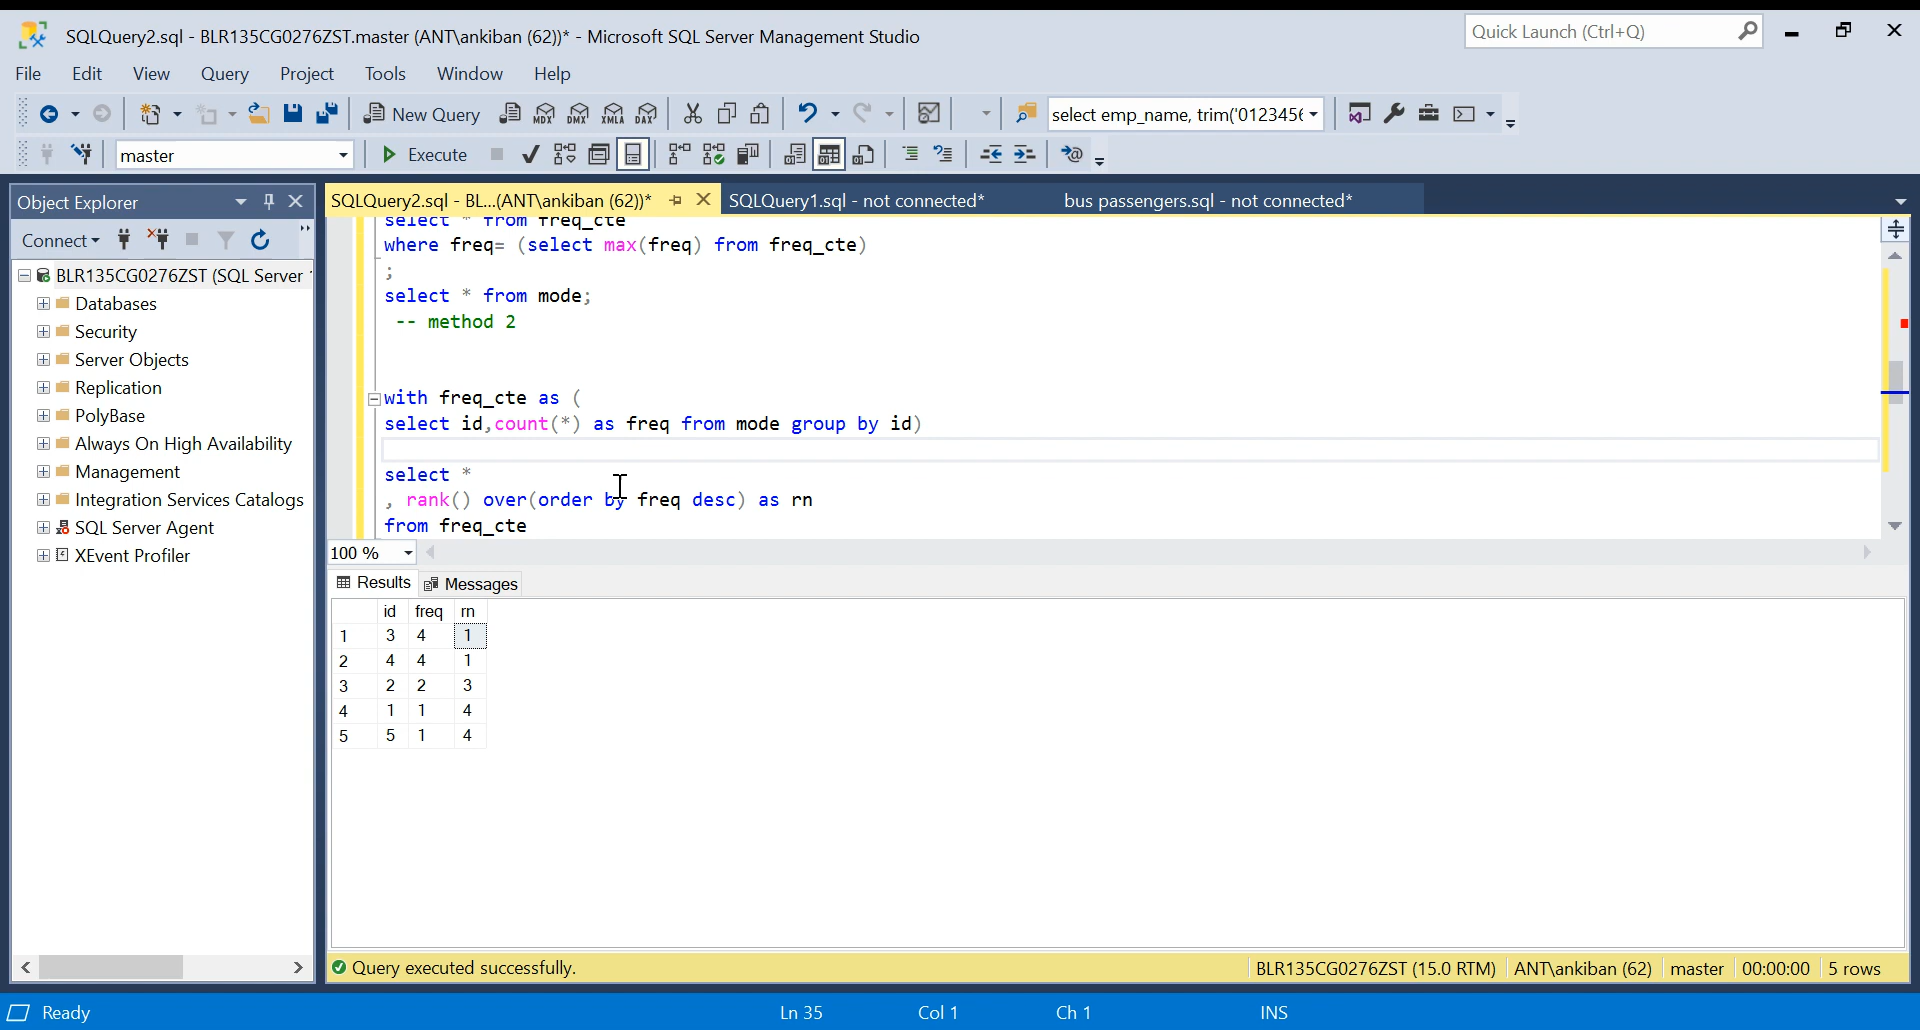 SQLQuery2.sql - BLR135CG0276ZST.master (ANT\ankiban (62))* - Microsoft SQL Server Management Studio
Quick Launch (Ctrl+Q)
File Edit View Query Project Tools Window Help
New Query MDX DMX XMLA DAX select emp_name, trim('0123456
master Execute
Object Explorer
SQLQuery2.sql - BL...(ANT\ankiban (62))* SQLQuery1.sql - not connected* bus passengers.sql - not connected*
Connect
BLR135CG0276ZST (SQL Server
Databases
Security
Server Objects
Replication
PolyBase
Always On High Availability
Management
Integration Services Catalogs
SQL Server Agent
XEvent Profiler
select * from freq_cte
where freq= (select max(freq) from freq_cte)
;
select * from mode;
-- method 2
with freq_cte as (
select id,count(*) as freq from mode group by id)
select *
, rank() over(order by freq desc) as rn
from freq_cte
100 %
Results Messages
id freq rn
1 3 4 1
2 4 4 1
3 2 2 3
4 1 1 4
5 5 1 4
Query executed successfully. BLR135CG0276ZST (15.0 RTM) ANT\ankiban (62) master 00:00:00 5 rows
Ready Ln 35 Col 1 Ch 1 INS